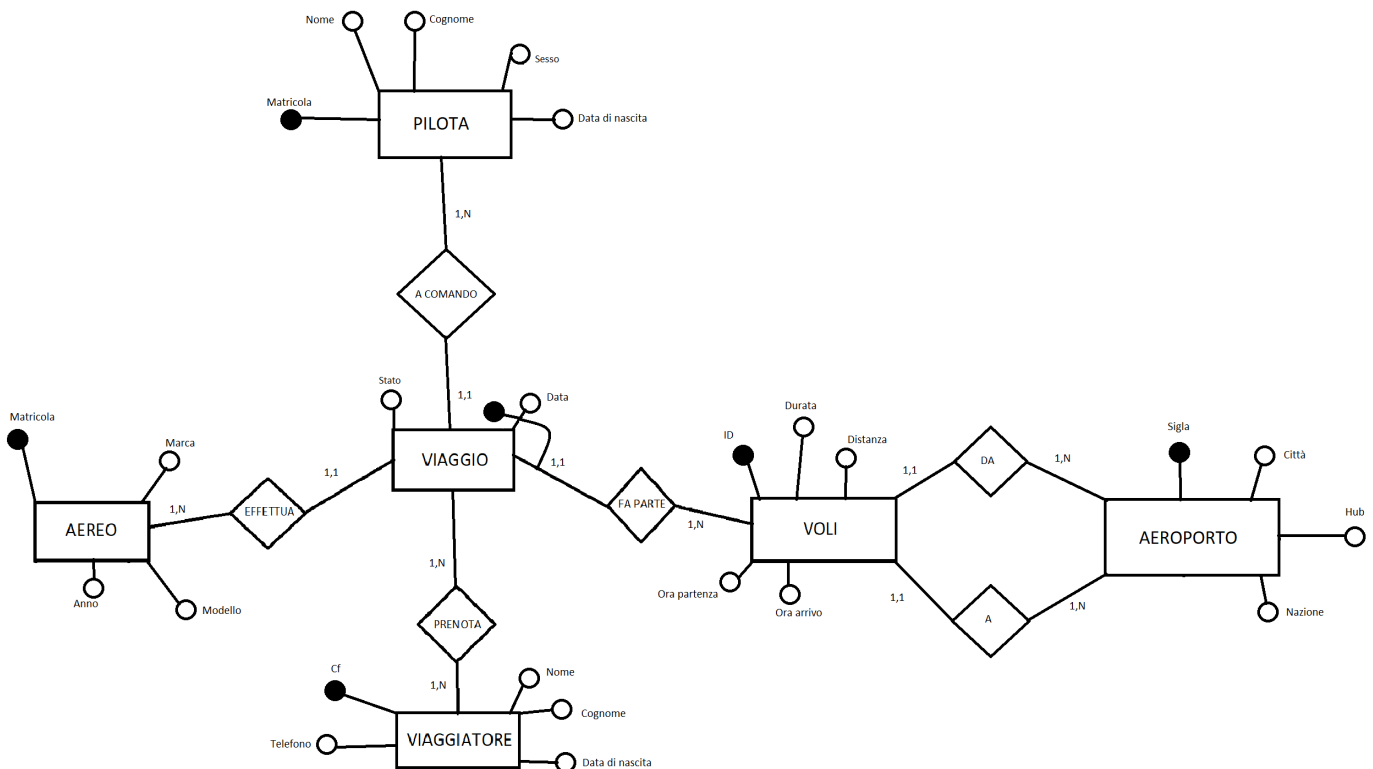 Nome
Cognome
Sesso
Matricola
PILOTA
Data di nascita
1,N
A COMANDO
Stato
1,1
Data
Matricola
Marca
VIAGGIO
1,1
1,1
1,N
EFFETTUA
AEREO
Anno
Modello
FA PARTE
1,N
ID
Durata
Distanza
VOLI
Ora partenza
Ora arrivo
1,1
DA
1,N
1,1
A
1,N
Sigla
Città
AEROPORTO
Hub
Nazione
1,N
PRENOTA
1,N
Cf
Nome
Cognome
Telefono
VIAGGIATORE
Data di nascita